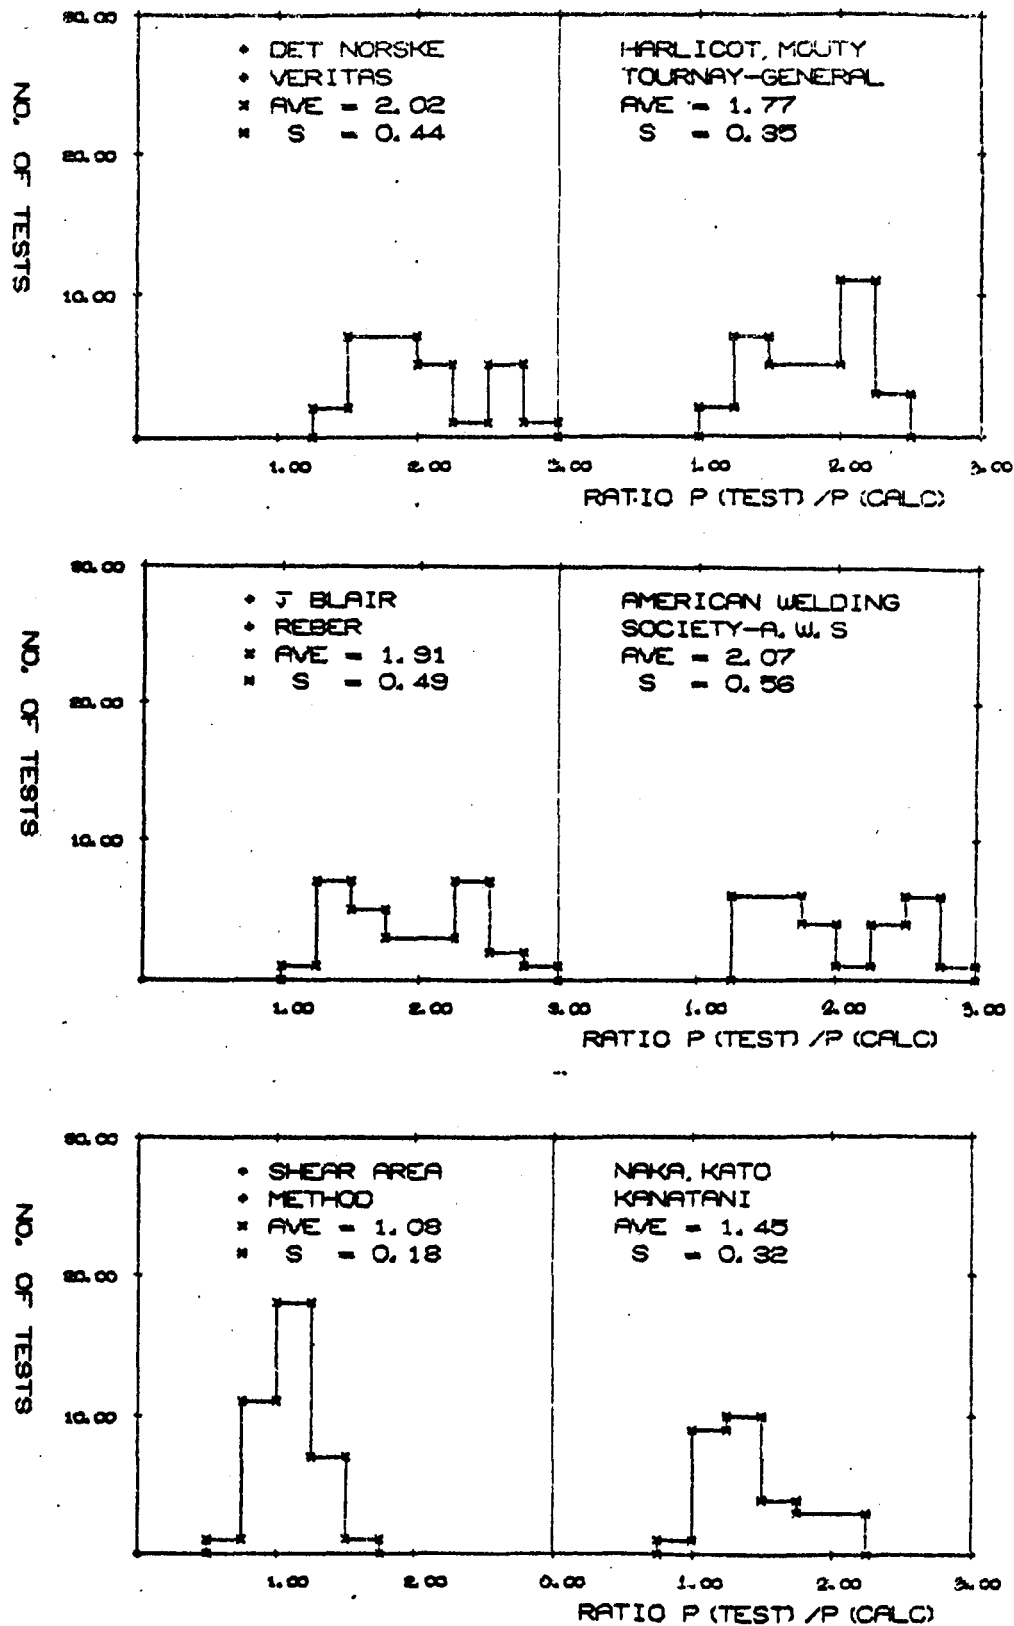 30.00
DET NORSKE
VERITAS
AVE = 2.02
S = 0.44
HARLICOT, MOUTY
TOURNAY-GENERAL
AVE = 1.77
S = 0.35
NO. OF TESTS
20.00
10.00
1.00 2.00 3.00 1.00 2.00 3.00
RATIO P (TEST) /P (CALC)
30.00
J BLAIR
REBER
AVE = 1.91
S = 0.49
AMERICAN WELDING
SOCIETY-A.W.S
AVE = 2.07
S = 0.56
NO. OF TESTS
20.00
10.00
1.00 2.00 3.00 1.00 2.00 3.00
RATIO P (TEST) /P (CALC)
30.00
SHEAR AREA
METHOD
AVE = 1.08
S = 0.18
NAKA, KATO
KANATANI
AVE = 1.45
S = 0.32
NO. OF TESTS
20.00
10.00
1.00 2.00 0.00 1.00 2.00 3.00
RATIO P (TEST) /P (CALC)